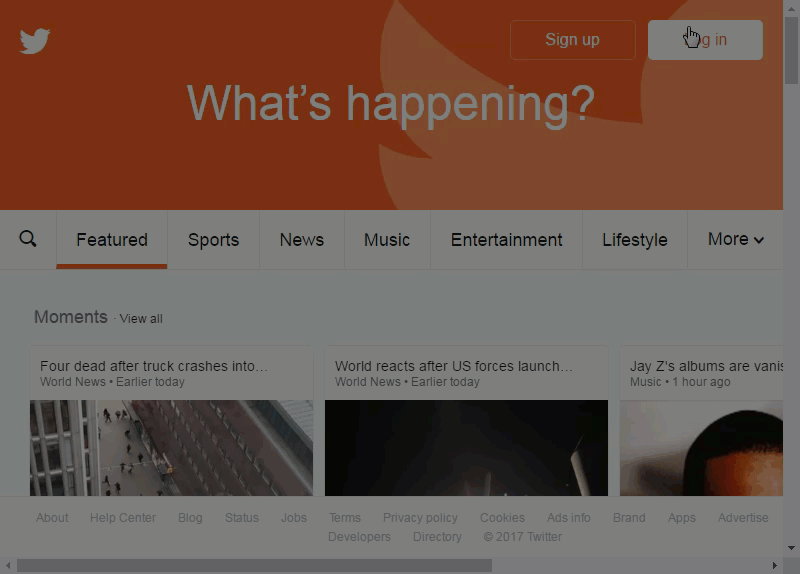 Sign up
Log in
What's happening?
Featured
Sports
News
Music
Entertainment
Lifestyle
More
Moments · View all
Four dead after truck crashes into…
World News • Earlier today
World reacts after US forces launch…
World News • Earlier today
Jay Z's albums are vanis
Music • 1 hour ago
About Help Center Blog Status Jobs Terms Privacy policy Cookies Ads info Brand Apps Advertise
Developers Directory © 2017 Twitter